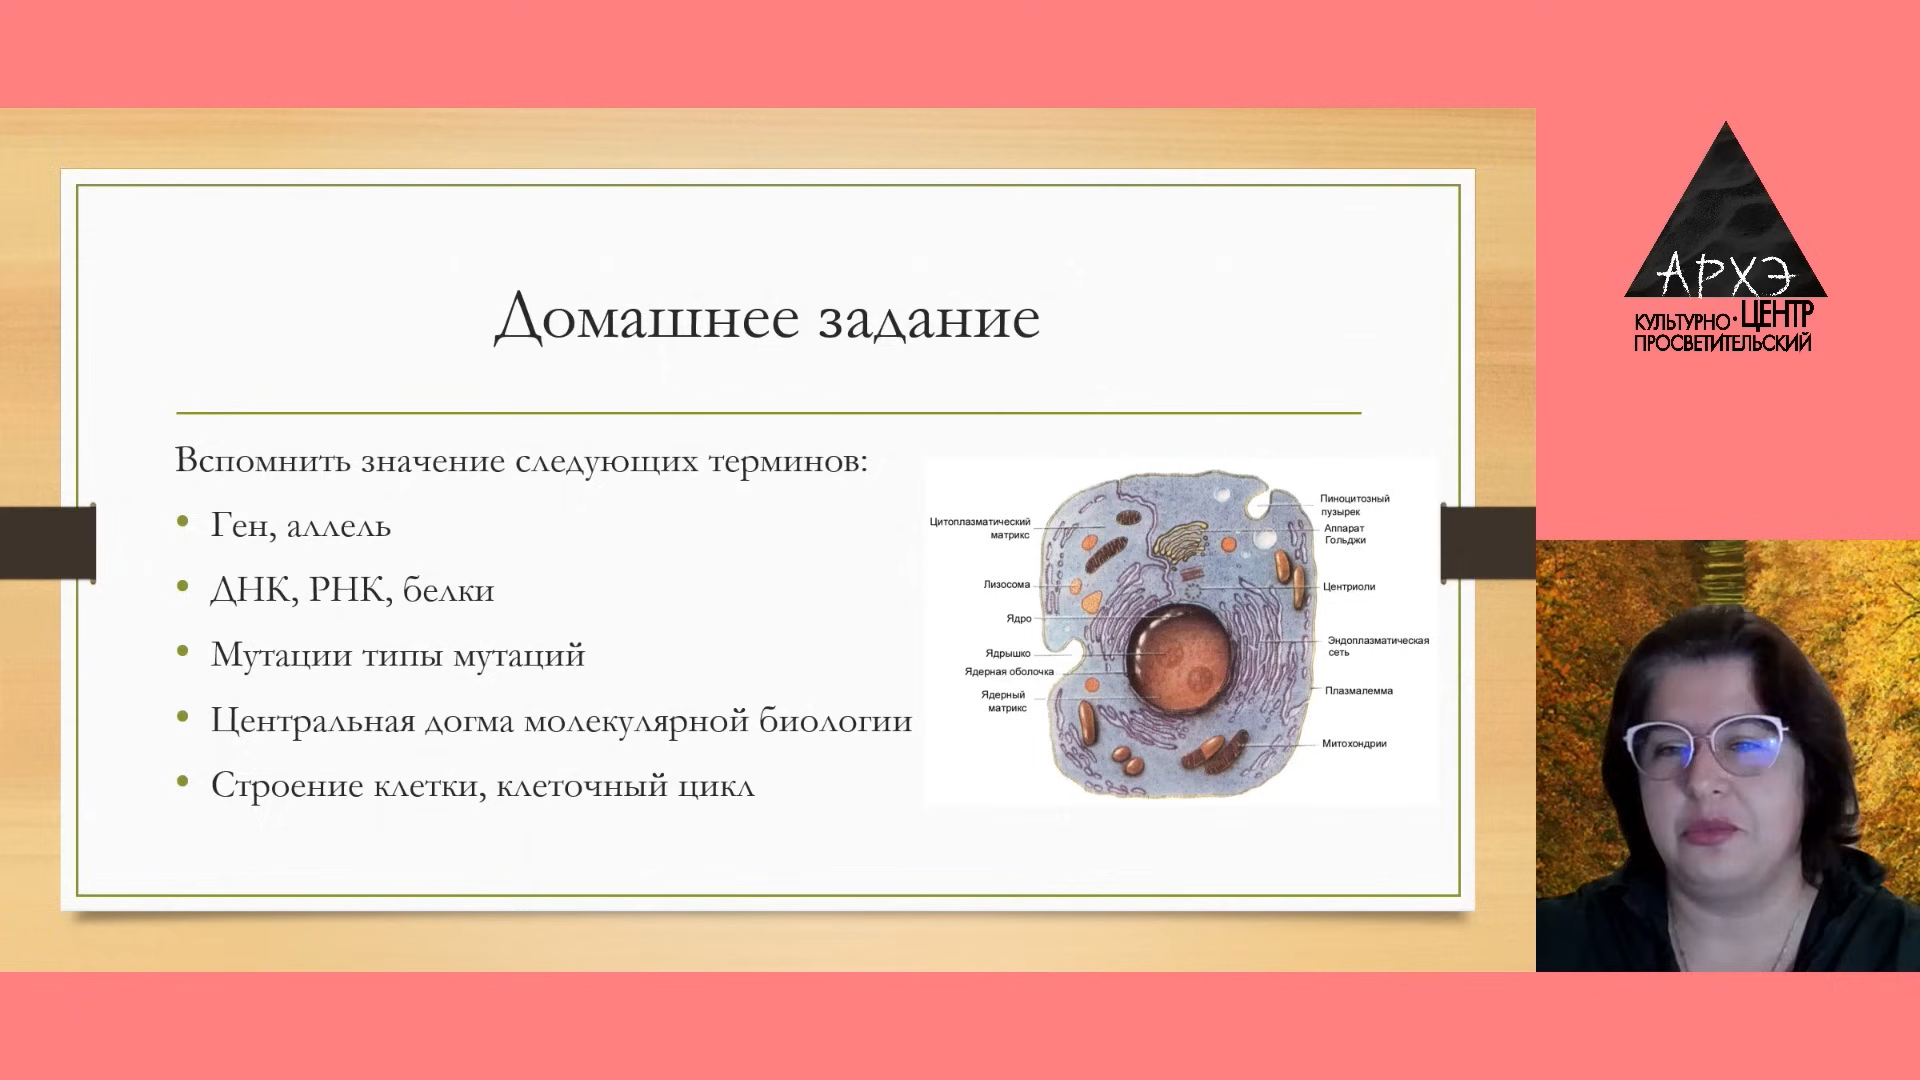 Домашнее задание
Вспомнить значение следующих терминов:
• Ген, аллель
• ДНК, РНК, белки
• Мутации типы мутаций
• Центральная догма молекулярной биологии
• Строение клетки, клеточный цикл
Цитоплазматический
матрикс
Лизосома
Ядро
Ядрышко
Ядерная оболочка
Ядерный
матрикс
Пиноцитозный
пузырек
Аппарат
Гольджи
Центриоли
Эндоплазматическая
сеть
Плазмалемма
Митохондрии
АРХЭ
КУЛЬТУРНО·ЦЕНТР
ПРОСВЕТИТЕЛЬСКИЙ